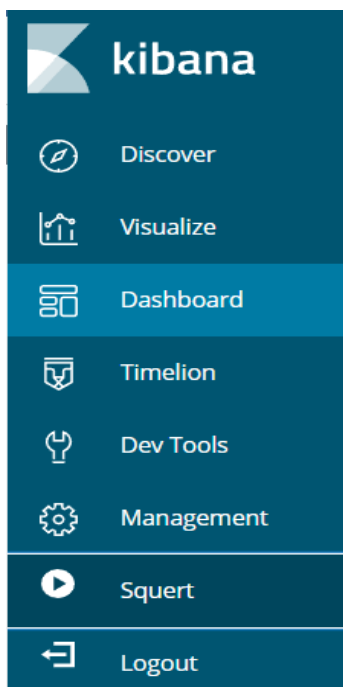 kibana
Discover
Visualize
Dashboard
Timelion
Dev Tools
Management
Squert
Logout